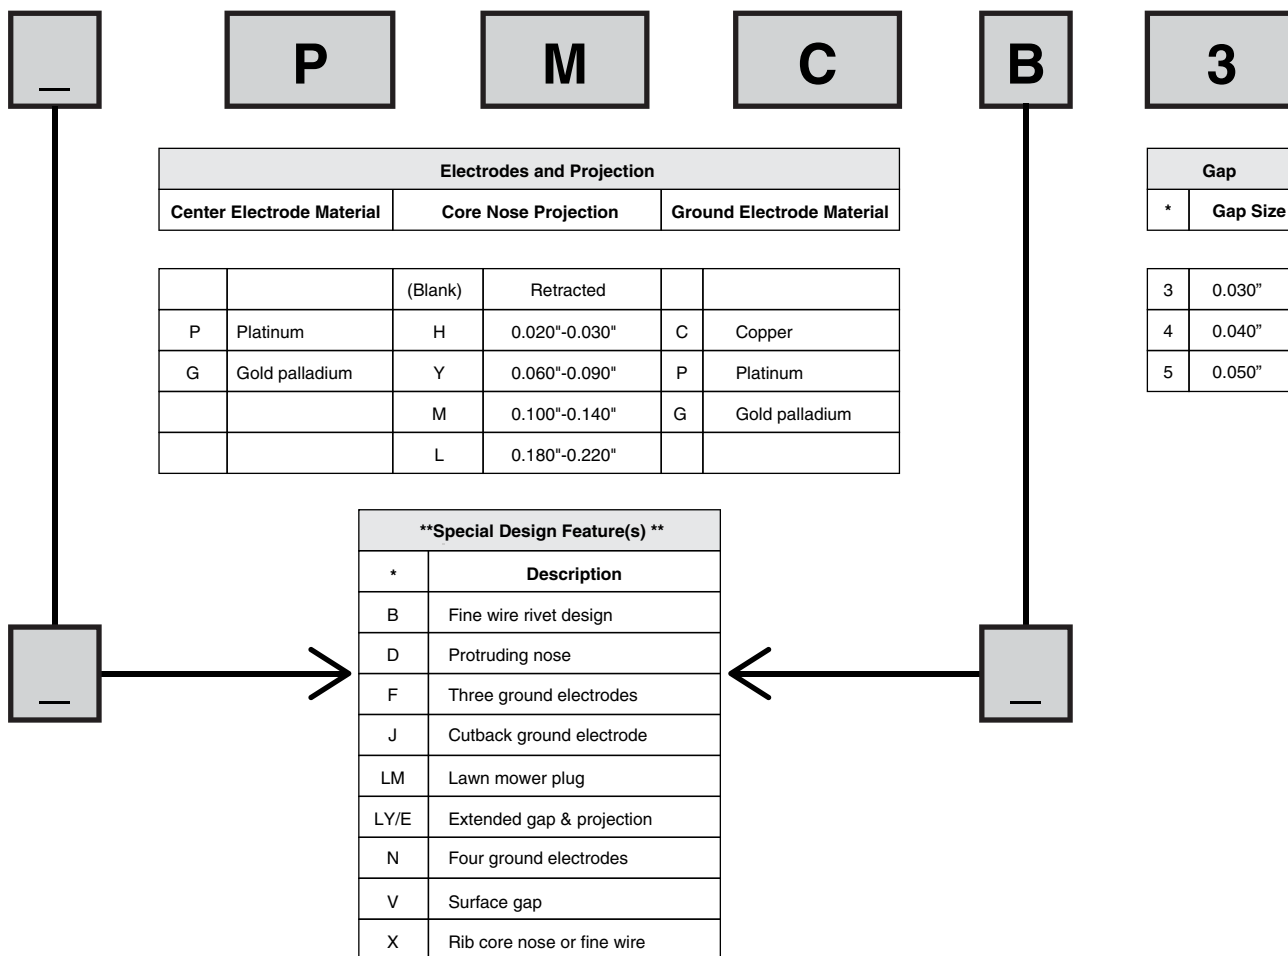 _ P M C B 3
Electrodes and Projection
Center Electrode Material Core Nose Projection Ground Electrode Material
(Blank) Retracted
P Platinum H 0.020"-0.030" C Copper
G Gold palladium Y 0.060"-0.090" P Platinum
M 0.100"-0.140" G Gold palladium
L 0.180"-0.220"
Gap
* Gap Size
3 0.030”
4 0.040”
5 0.050”
**Special Design Feature(s) **
* Description
B Fine wire rivet design
D Protruding nose
F Three ground electrodes
J Cutback ground electrode
LM Lawn mower plug
LY/E Extended gap & projection
N Four ground electrodes
V Surface gap
X Rib core nose or fine wire
_ _